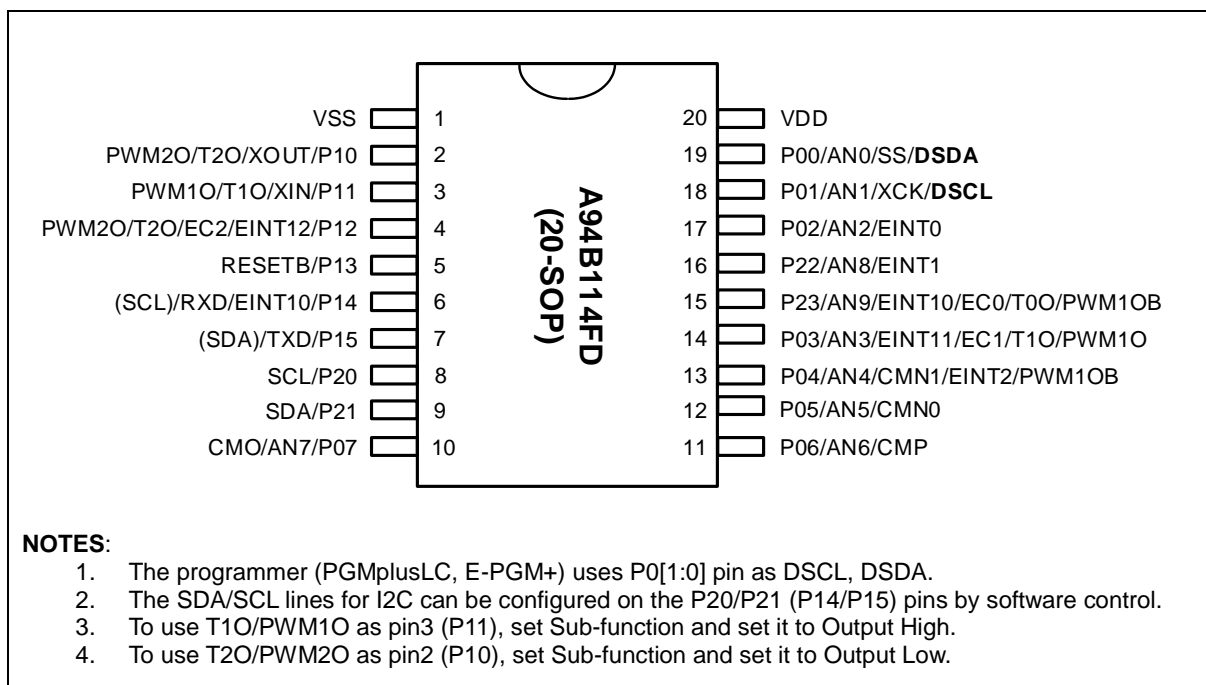 VSS 1 20 VDD
PWM2O/T2O/XOUT/P10 2 19 P00/AN0/SS/DSDA
PWM1O/T1O/XIN/P11 3 18 P01/AN1/XCK/DSCL
PWM2O/T2O/EC2/EINT12/P12 4 17 P02/AN2/EINT0
RESETB/P13 5 16 P22/AN8/EINT1
(SCL)/RXD/EINT10/P14 6 15 P23/AN9/EINT10/EC0/T0O/PWM1OB
(SDA)/TXD/P15 7 14 P03/AN3/EINT11/EC1/T1O/PWM1O
SCL/P20 8 13 P04/AN4/CMN1/EINT2/PWM1OB
SDA/P21 9 12 P05/AN5/CMN0
CMO/AN7/P07 10 11 P06/AN6/CMP
A94B114FD
(20-SOP)
NOTES:
1. The programmer (PGMplusLC, E-PGM+) uses P0[1:0] pin as DSCL, DSDA.
2. The SDA/SCL lines for I2C can be configured on the P20/P21 (P14/P15) pins by software control.
3. To use T1O/PWM1O as pin3 (P11), set Sub-function and set it to Output High.
4. To use T2O/PWM2O as pin2 (P10), set Sub-function and set it to Output Low.